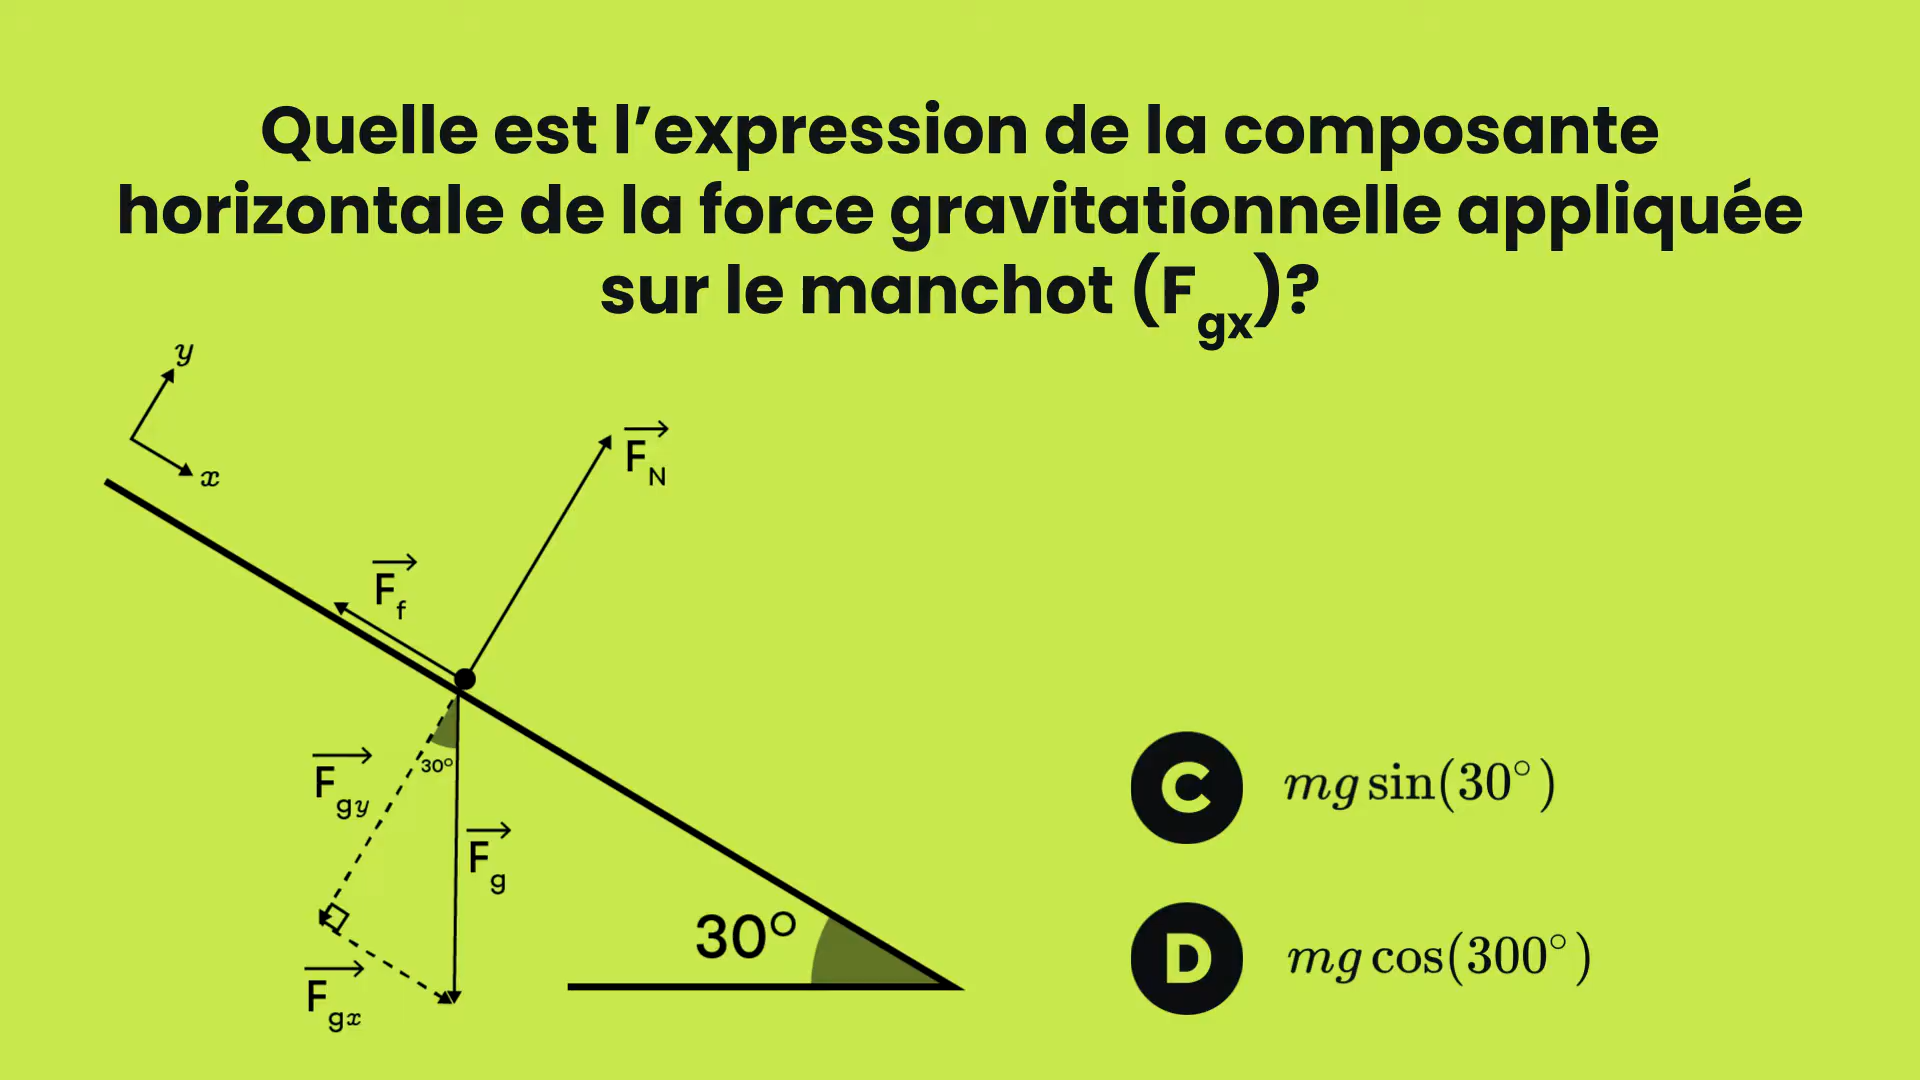 Quelle est l’expression de la composante
horizontale de la force gravitationnelle appliquée
sur le manchot (Fgx)?
y
x
FN
Ff
30°
Fgy
Fg
30°
Fgx
C mg sin(30°)
D mg cos(300°)